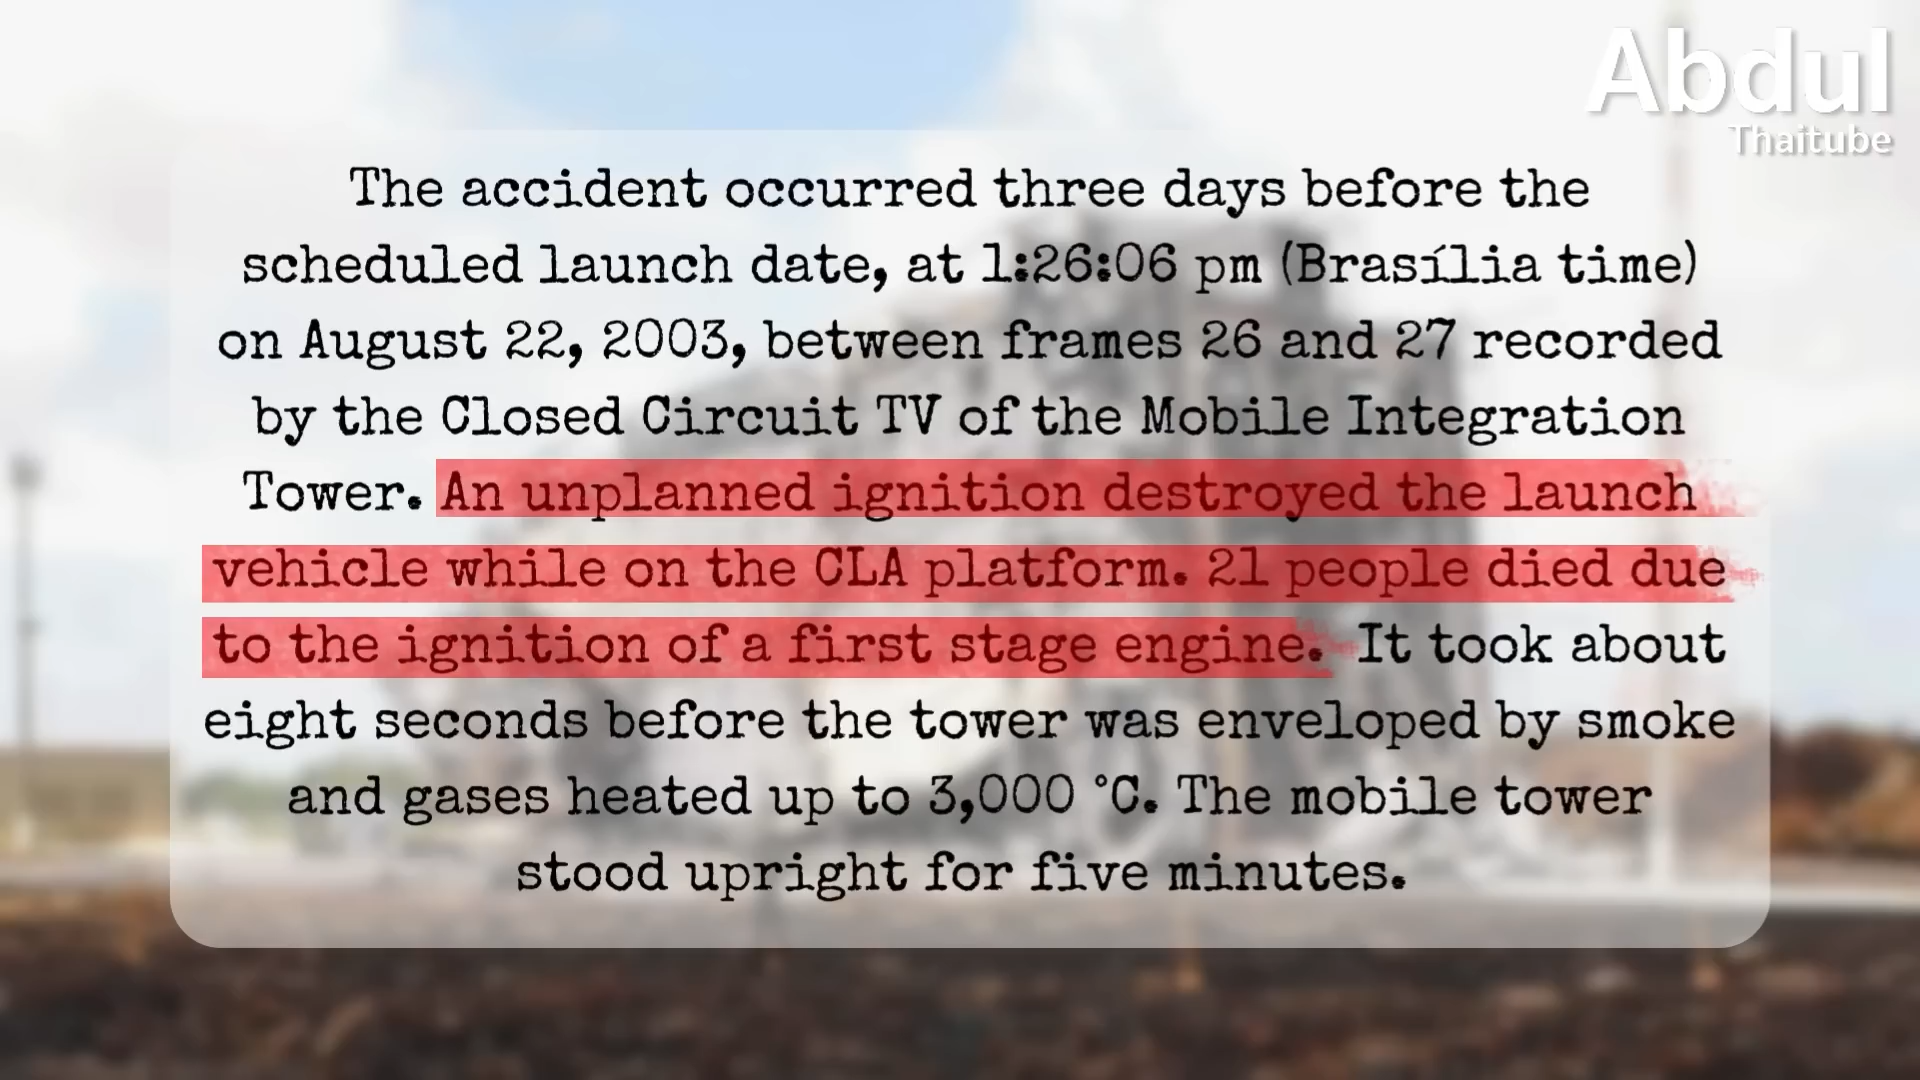 Abdul
Thaitube
The accident occurred three days before the
scheduled launch date, at 1:26:06 pm (Brasília time)
on August 22, 2003, between frames 26 and 27 recorded
by the Closed Circuit TV of the Mobile Integration
Tower. An unplanned ignition destroyed the launch
vehicle while on the CLA platform. 21 people died due
to the ignition of a first stage engine. It took about
eight seconds before the tower was enveloped by smoke
and gases heated up to 3,000 °C. The mobile tower
stood upright for five minutes.